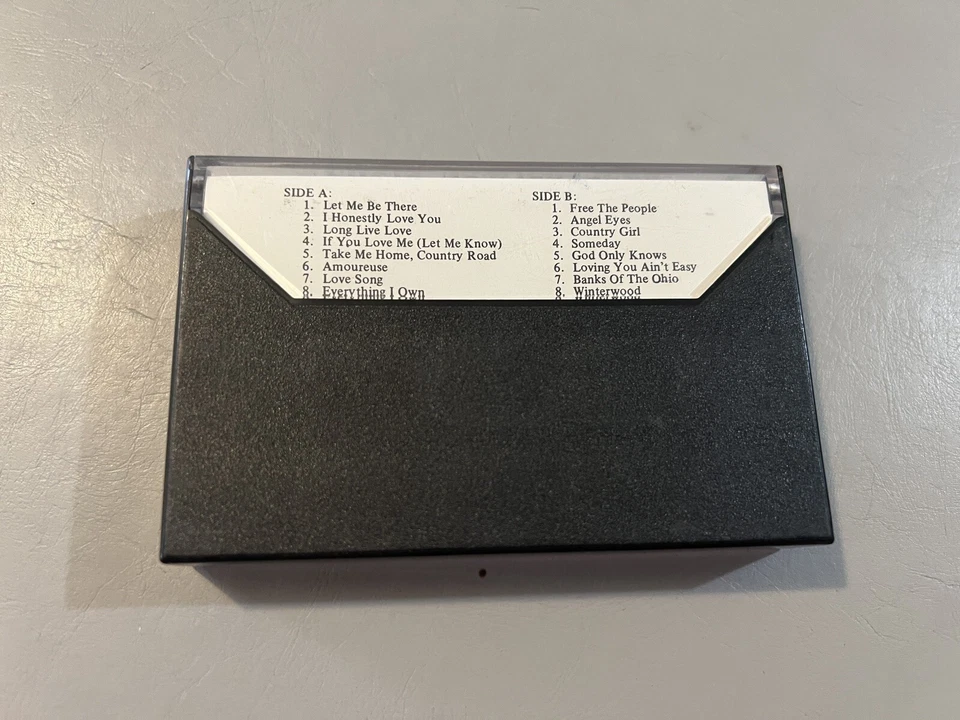 SIDE A:
1. Let Me Be There
2. I Honestly Love You
3. Long Live Love
4. If You Love Me (Let Me Know)
5. Take Me Home, Country Road
6. Amoureuse
7. Love Song
8. Everything I Own
SIDE B:
1. Free The People
2. Angel Eyes
3. Country Girl
4. Someday
5. God Only Knows
6. Loving You Ain't Easy
7. Banks Of The Ohio
8. Winterwood